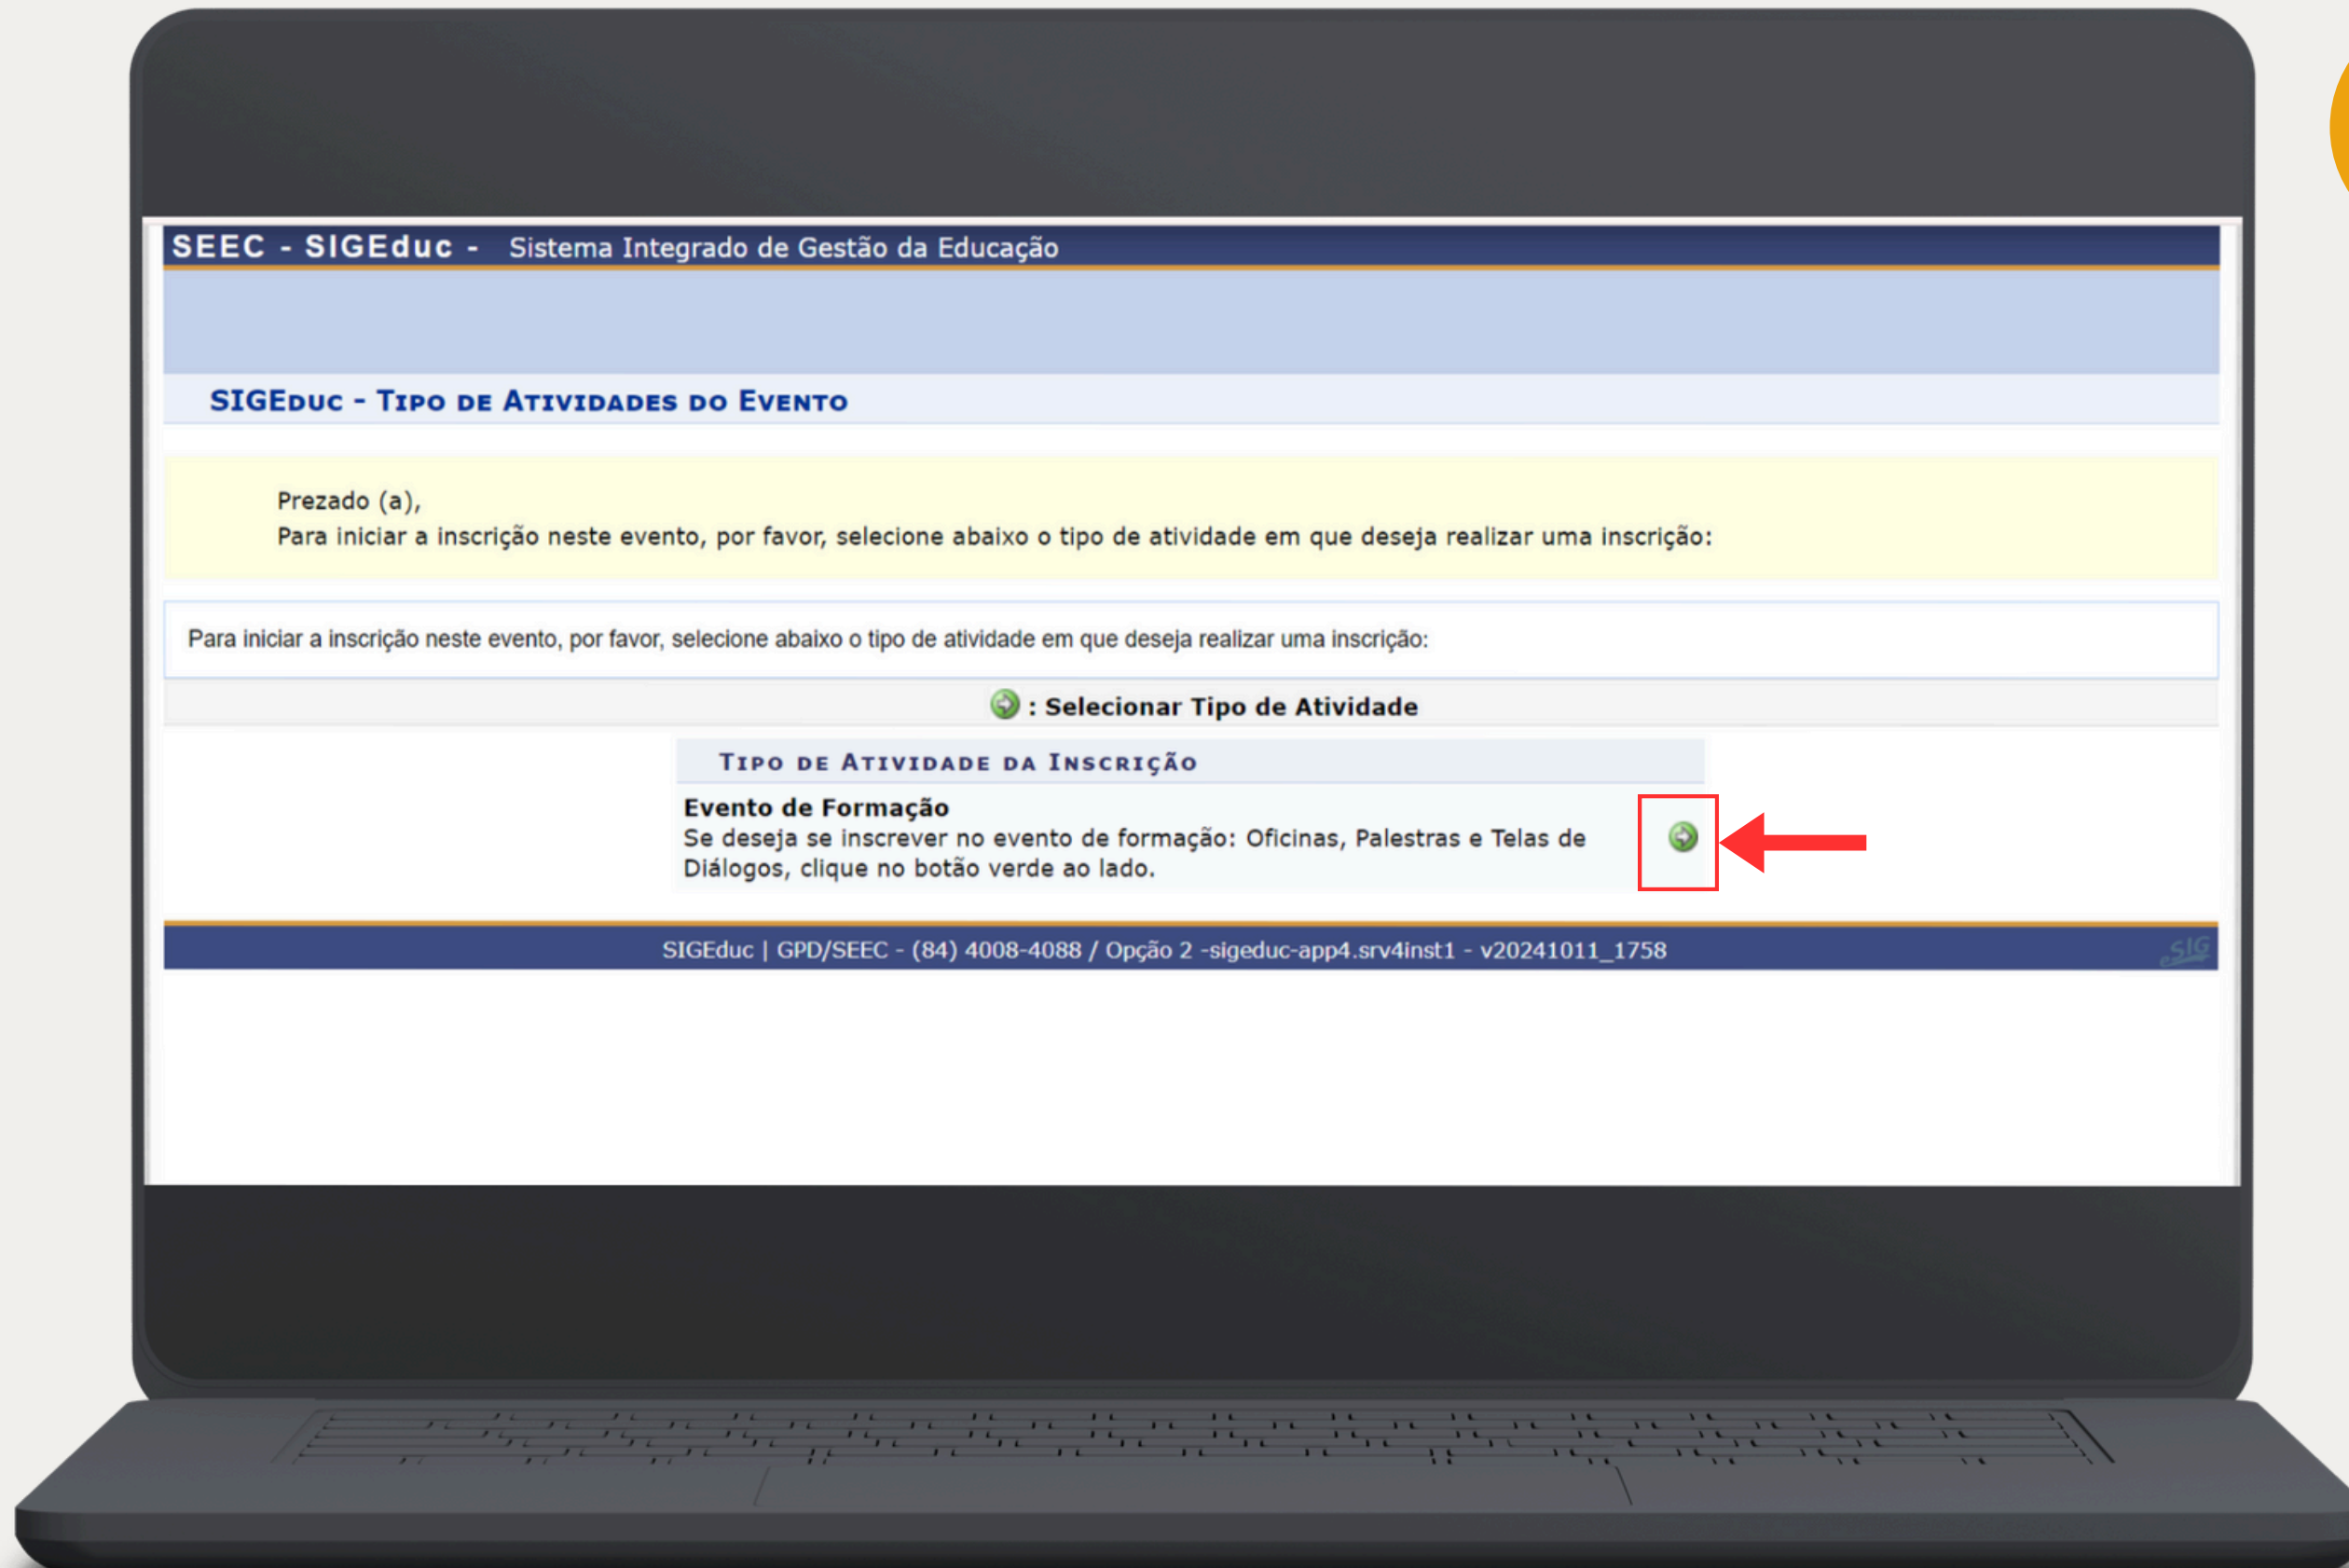 SEEC - SIGEduc - Sistema Integrado de Gestão da Educação
SIGEduc - Tipo de Atividades do Evento
Prezado (a),
Para iniciar a inscrição neste evento, por favor, selecione abaixo o tipo de atividade em que deseja realizar uma inscrição:
Para iniciar a inscrição neste evento, por favor, selecione abaixo o tipo de atividade em que deseja realizar uma inscrição:
: Selecionar Tipo de Atividade
Tipo de Atividade da Inscrição
Evento de Formação
Se deseja se inscrever no evento de formação: Oficinas, Palestras e Telas de
Diálogos, clique no botão verde ao lado.
SIGEduc | GPD/SEEC - (84) 4008-4088 / Opção 2 -sigeduc-app4.srv4inst1 - v20241011_1758
eSIG